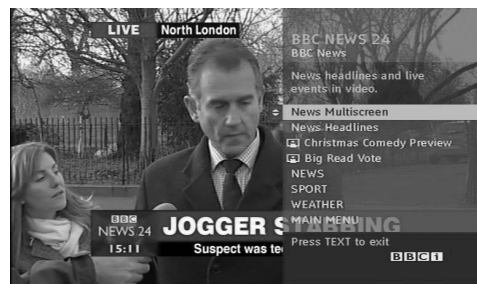 LIVE North London
BBC NEWS 24
BBC News
News headlines and live
events in video.
News Multiscreen
News Headlines
Christmas Comedy Preview
Big Read Vote
NEWS
SPORT
WEATHER
MAIN MENU
Press TEXT to exit
BBCi
BBC
NEWS 24
15:11
JOGGER STABBING
Suspect was